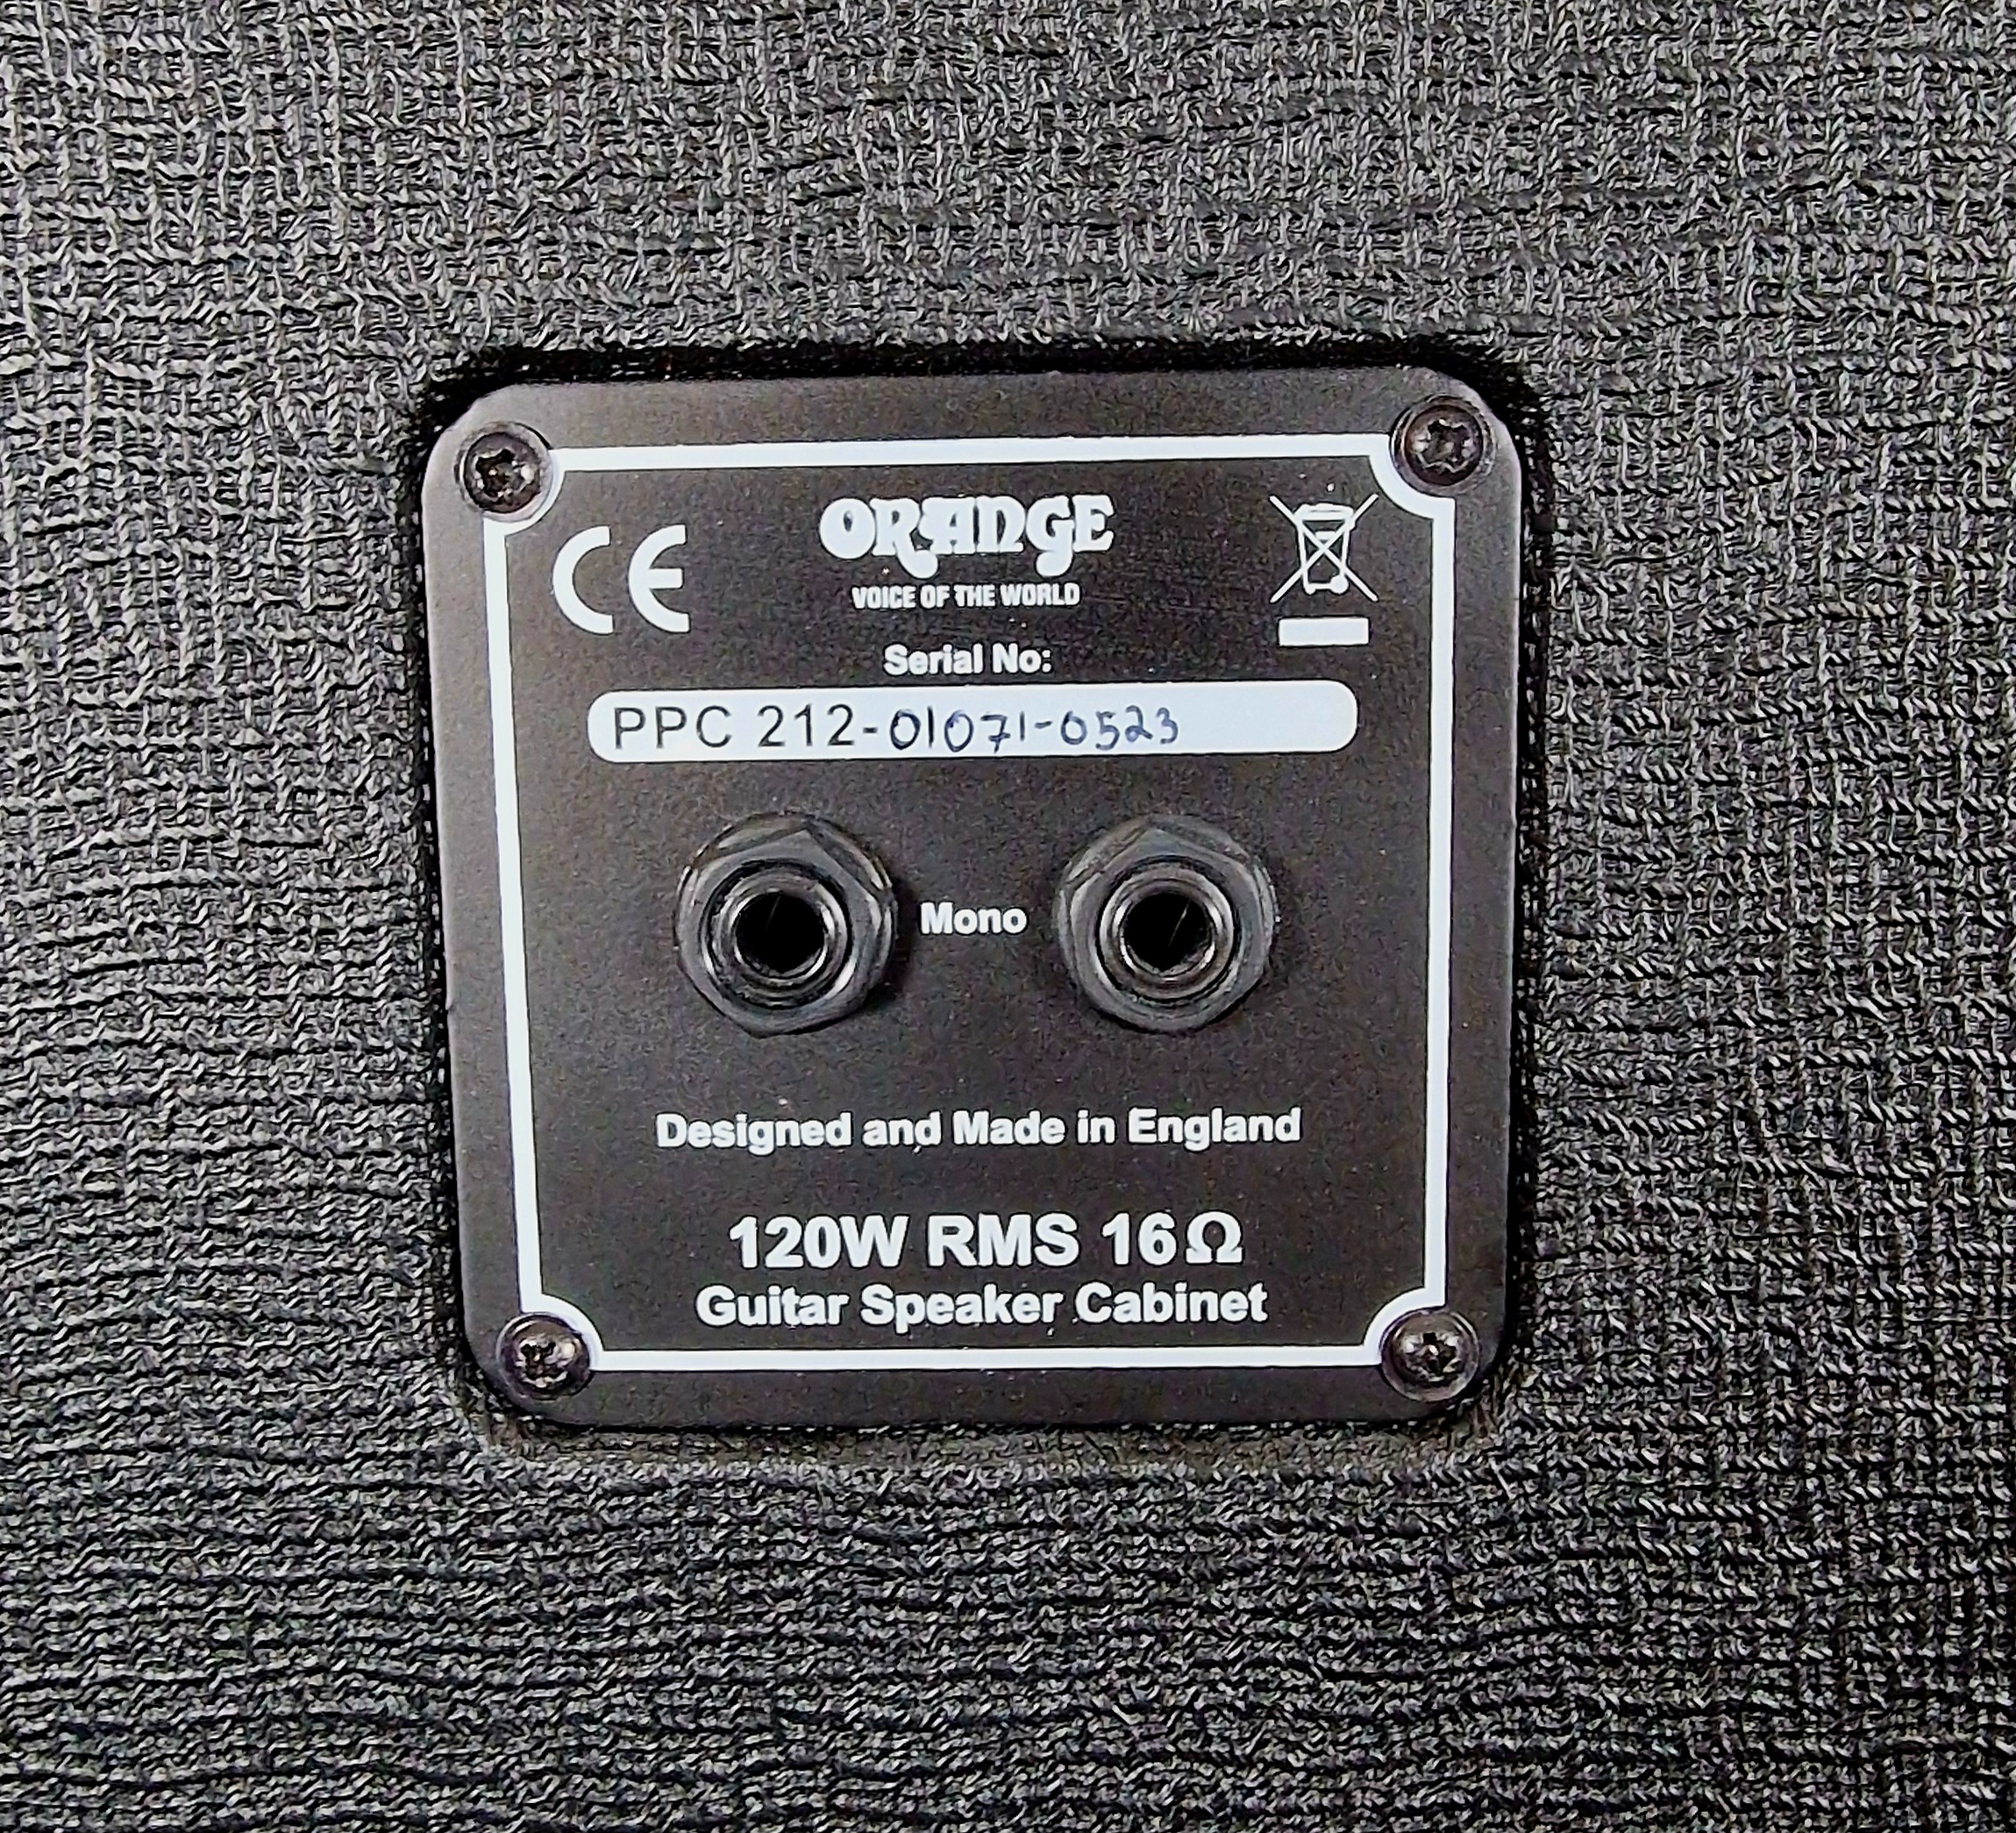 CE
ORANGE
VOICE OF THE WORLD
Serial No:
PPC 212-01071-0523
Mono
Designed and Made in England
120W RMS 16Ω
Guitar Speaker Cabinet